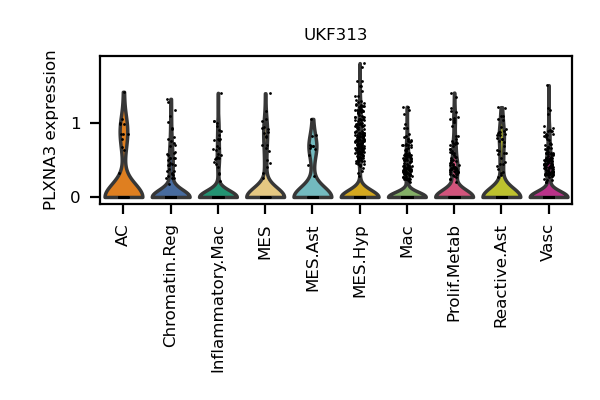 UKF313
PLXNA3 expression
1
0
AC
Chromatin.Reg
Inflammatory.Mac
MES
MES.Ast
MES.Hyp
Mac
Prolif.Metab
Reactive.Ast
Vasc